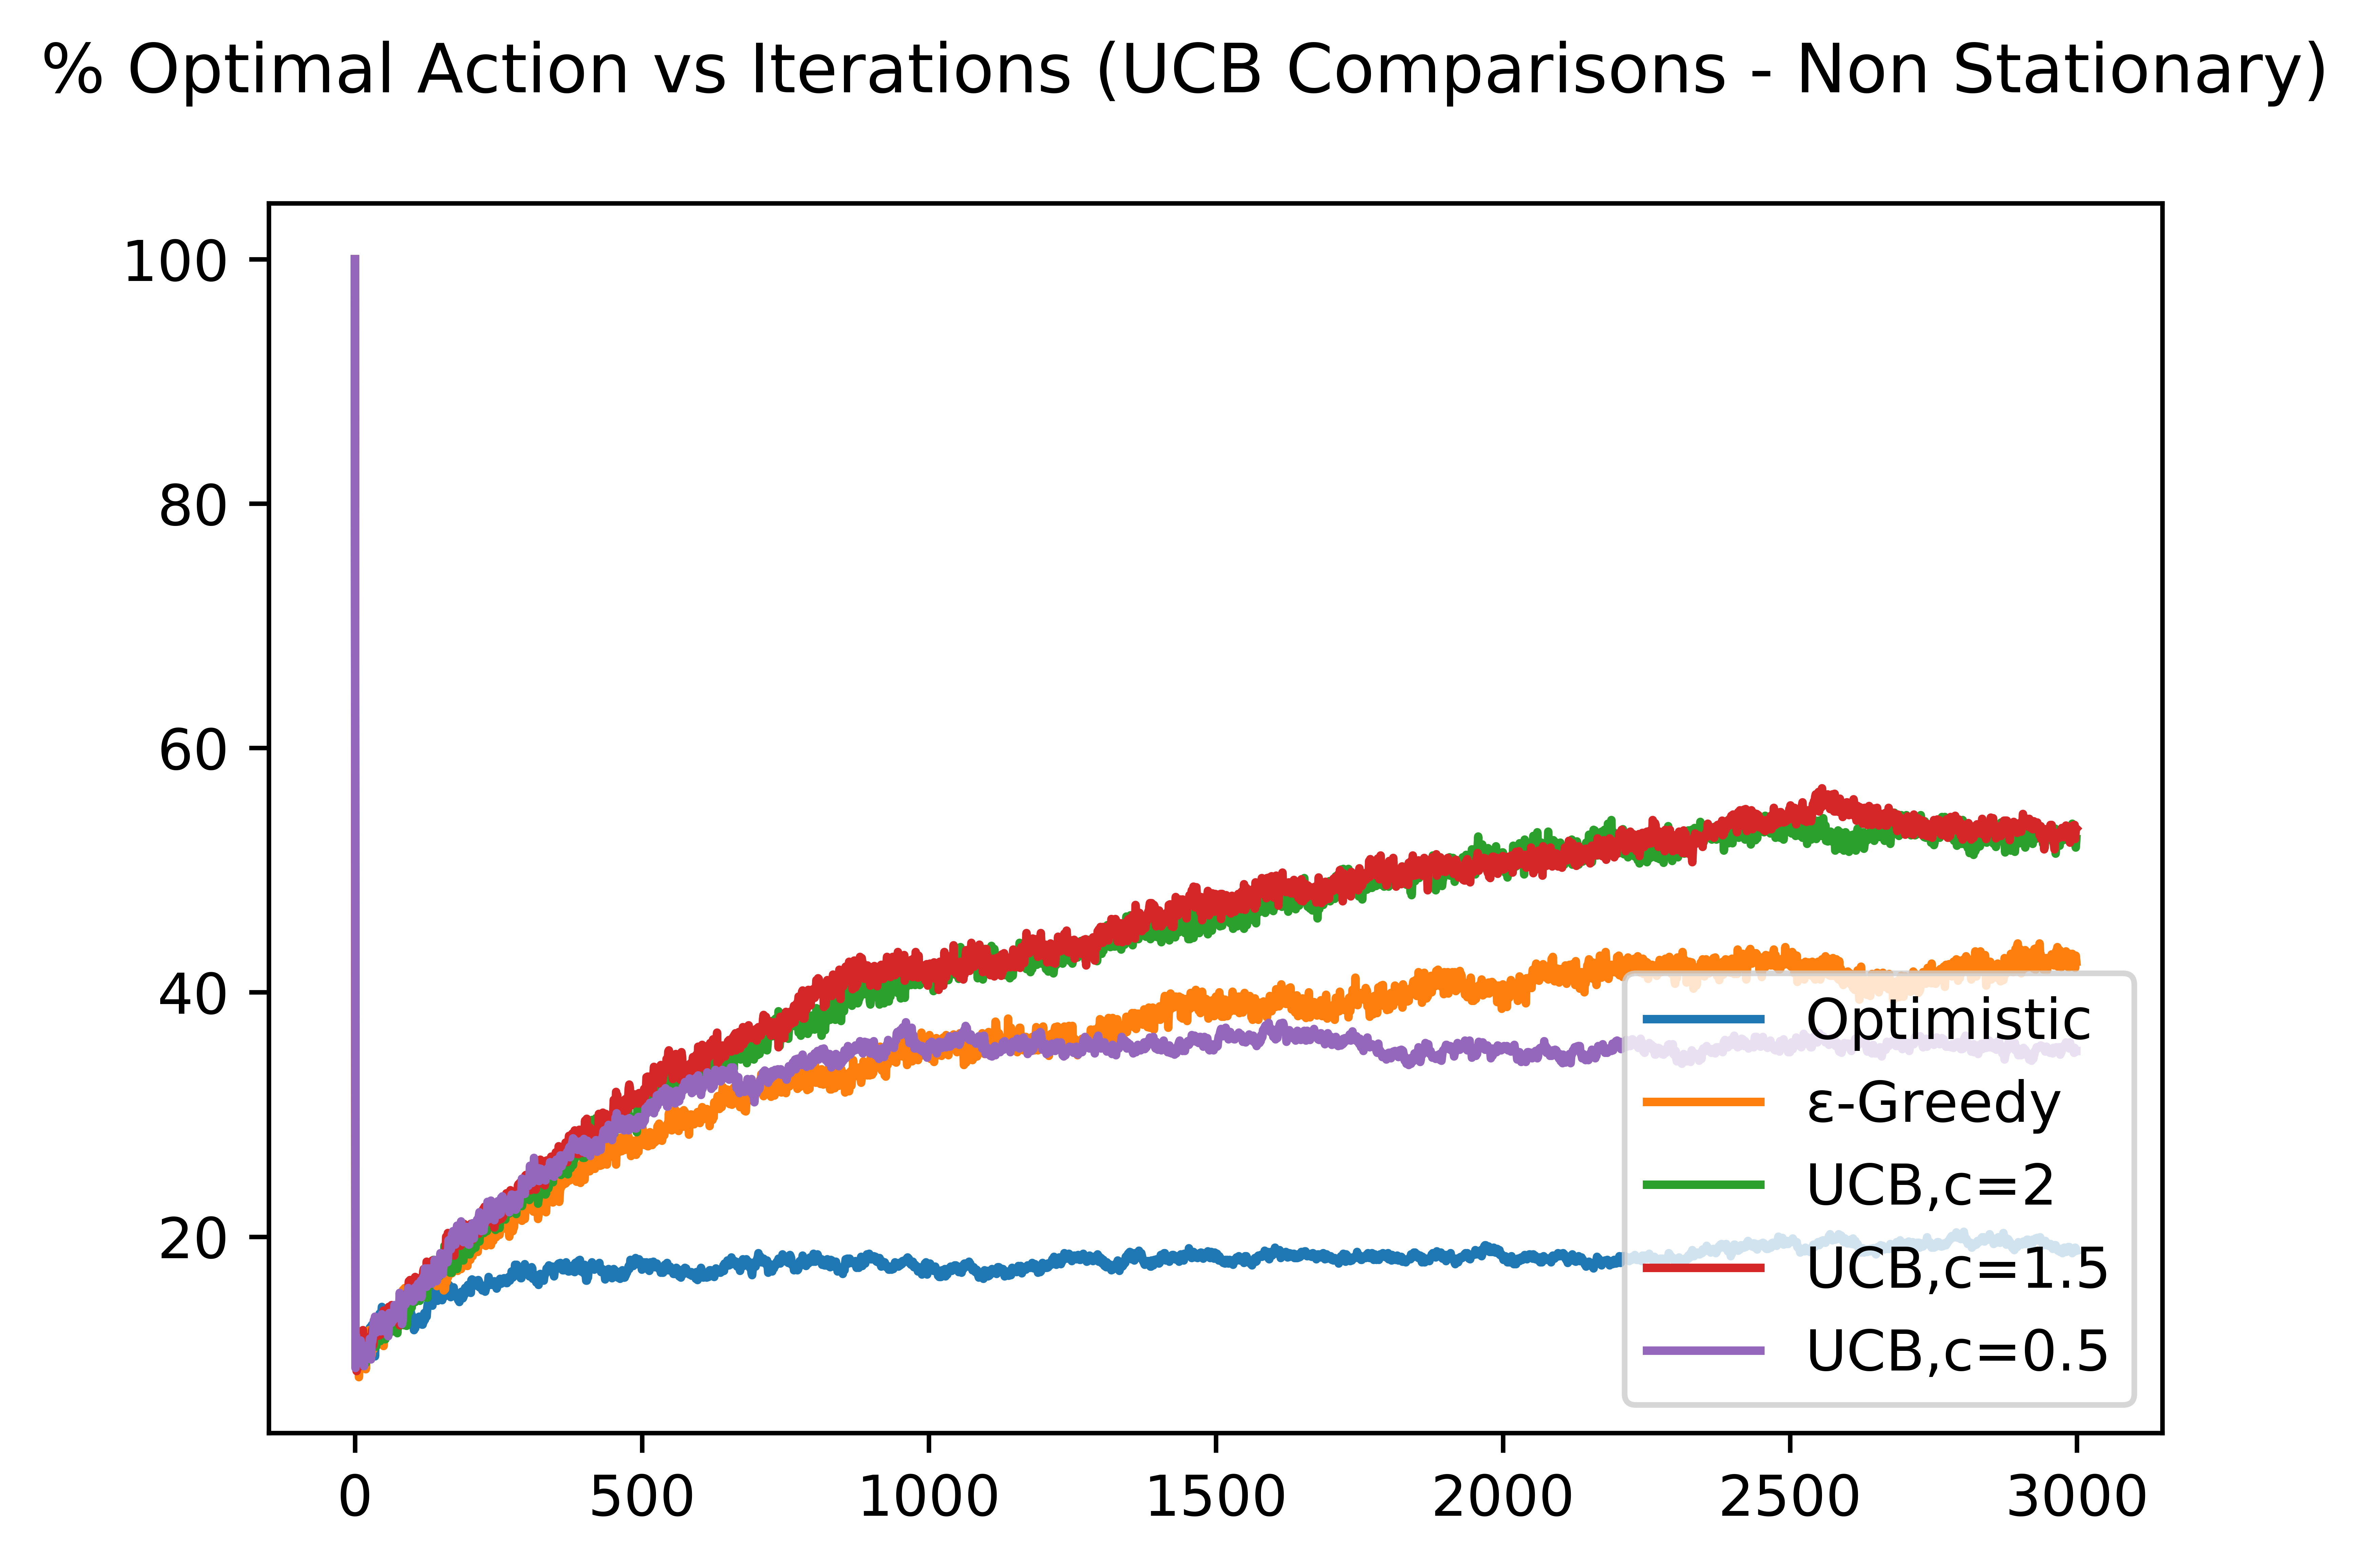 % Optimal Action vs Iterations (UCB Comparisons - Non Stationary)
100
80
60
40
20
Optimistic
ε-Greedy
UCB,c=2
UCB,c=1.5
UCB,c=0.5
0 500 1000 1500 2000 2500 3000